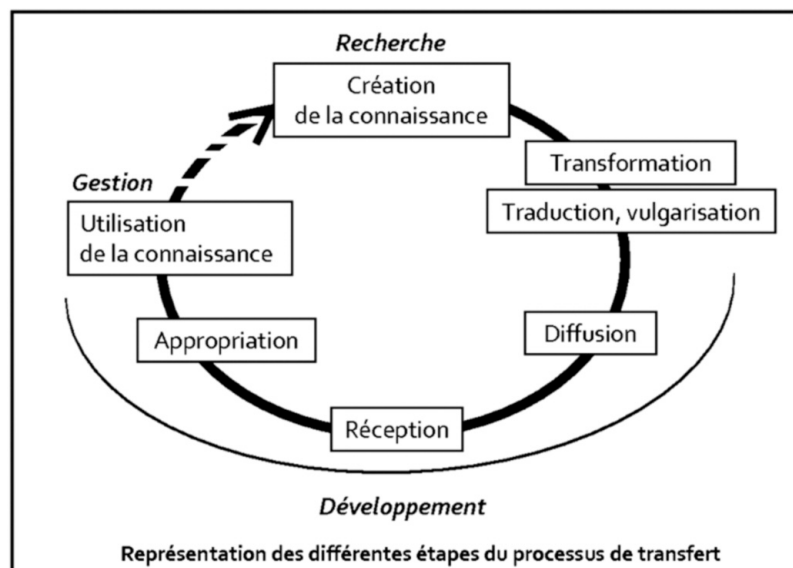 Recherche
Création
de la connaissance
Transformation
Traduction, vulgarisation
Diffusion
Réception
Appropriation
Gestion
Utilisation
de la connaissance
Développement
Représentation des différentes étapes du processus de transfert